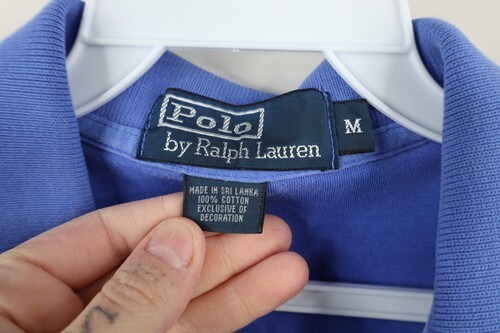 Polo
by Ralph Lauren
M
MADE IN SRI LANKA
100% COTTON
EXCLUSIVE OF
DECORATION